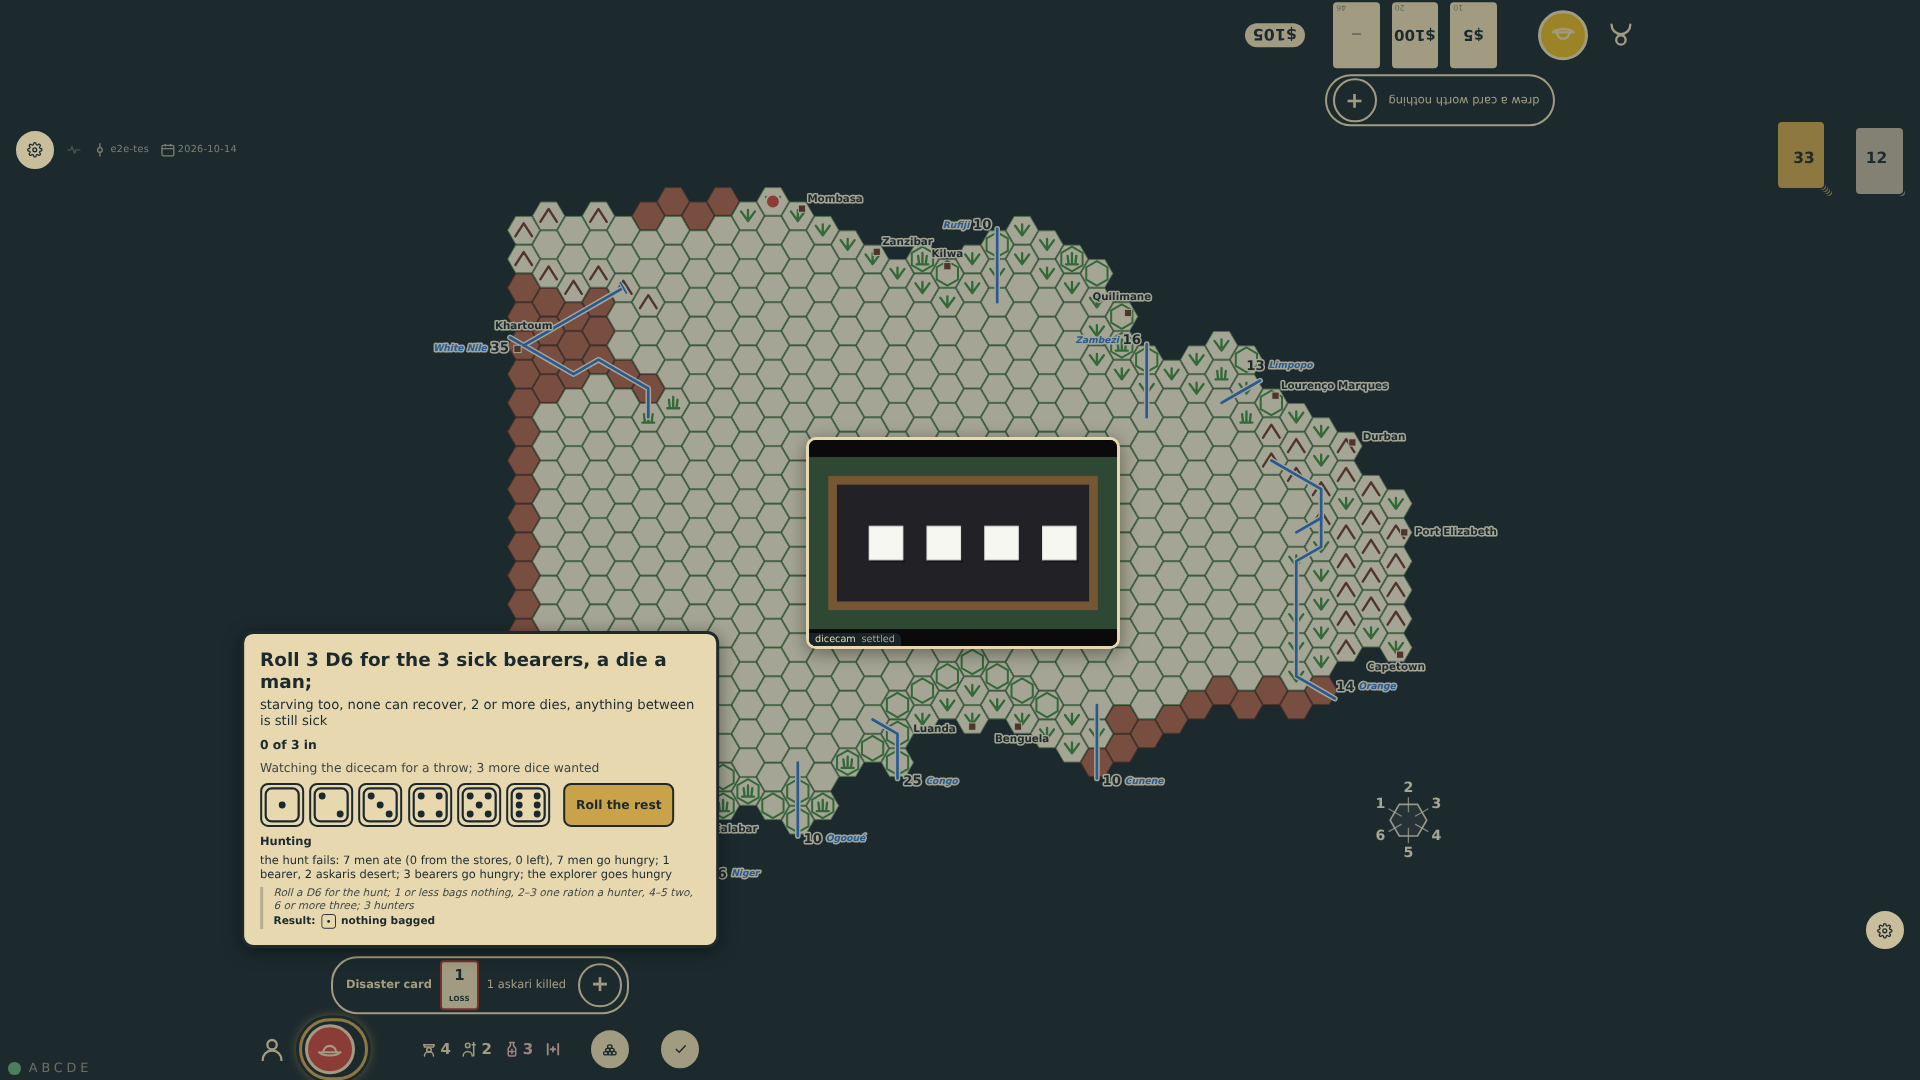 $105
–
46
$100
20
$5
10
drew a card worth nothing
e2e-tes
2026-10-14
33
12
Mombasa
Rufiji 10
Zanzibar
Kilwa
Quilimane
Khartoum
White Nile 35
Zambezi 16
13 Limpopo
Lourenço Marques
Durban
Port Elizabeth
dicecam settled
Capetown
14 Orange
Luanda
Benguela
25 Congo
10 Cunene
10 Ogooué
6 Niger
Roll 3 D6 for the 3 sick bearers, a die a
man;
starving too, none can recover, 2 or more dies, anything between
is still sick
0 of 3 in
Watching the dicecam for a throw; 3 more dice wanted
Roll the rest
Hunting
the hunt fails: 7 men ate (0 from the stores, 0 left), 7 men go hungry; 1
bearer, 2 askaris desert; 3 bearers go hungry; the explorer goes hungry
Roll a D6 for the hunt; 1 or less bags nothing, 2–3 one ration a hunter, 4–5 two,
6 or more three; 3 hunters
Result: nothing bagged
2
1 3
6 4
5
Disaster card 1 LOSS 1 askari killed
4 2 3
A B C D E